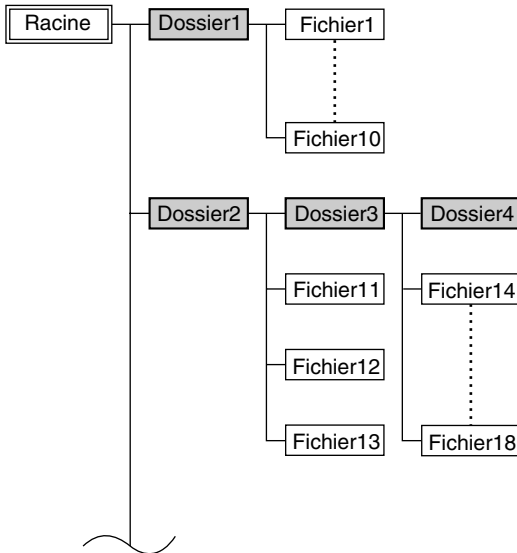 Racine
Dossier1
Fichier1
Fichier10
Dossier2
Dossier3
Dossier4
Fichier11
Fichier14
Fichier12
Fichier13
Fichier18